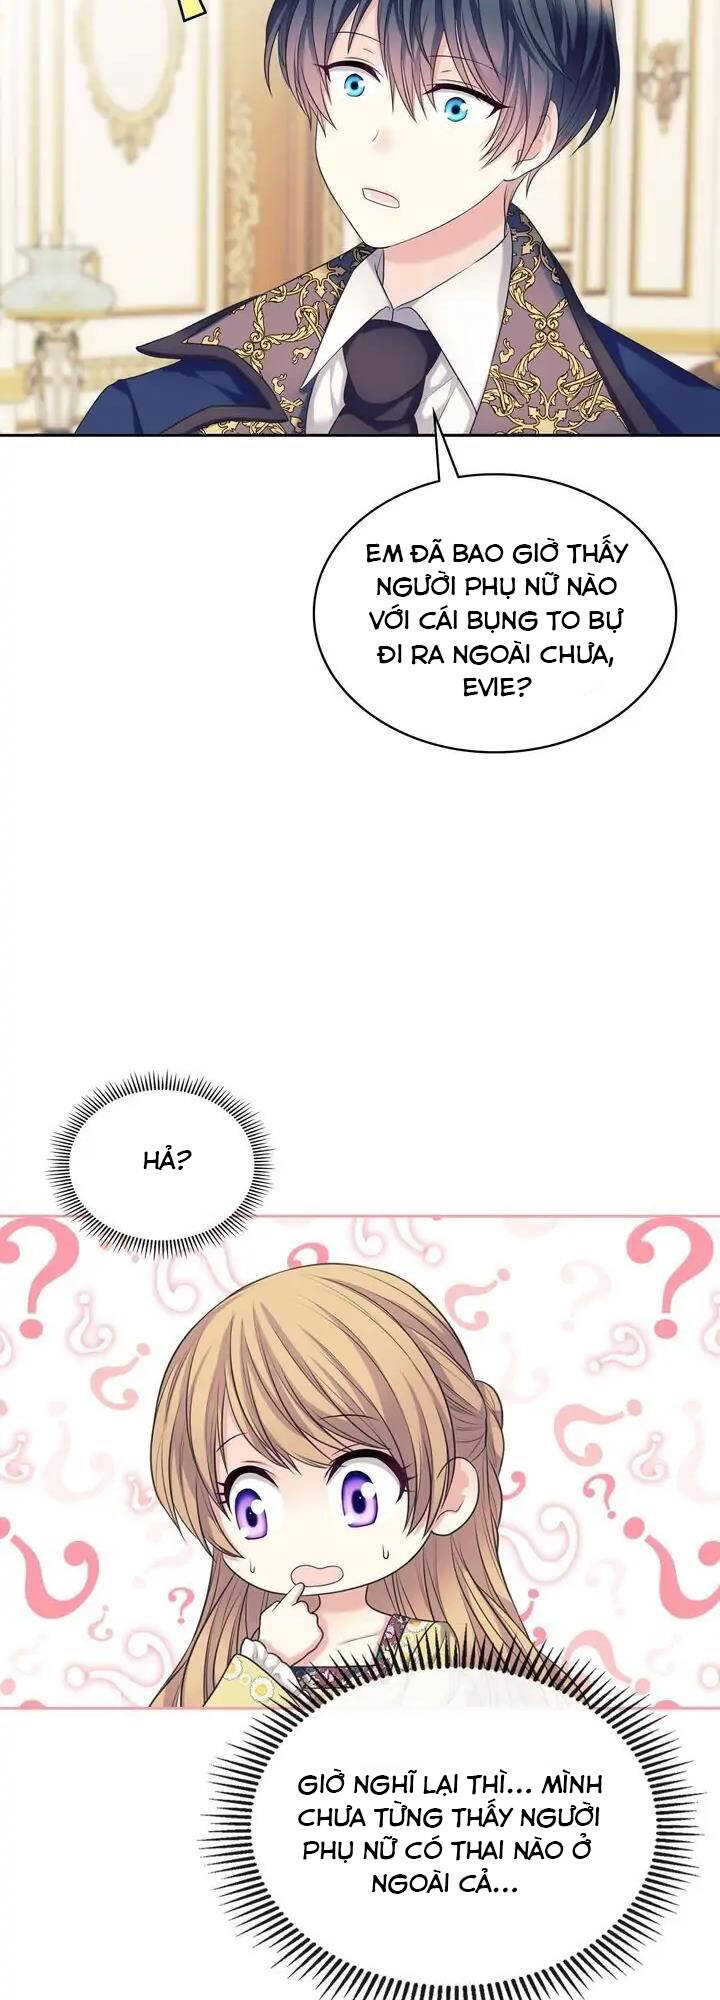 EM ĐÃ BAO GIỜ THẤY
NGƯỜI PHỤ NỮ NÀO
VỚI CÁI BỤNG TO BỰ
ĐI RA NGOÀI CHƯA,
EVIE?
HẢ?
GIỜ NGHĨ LẠI THÌ... MÌNH
CHƯA TỪNG THẤY NGƯỜI
PHỤ NỮ CÓ THAI NÀO Ở
NGOÀI CẢ...